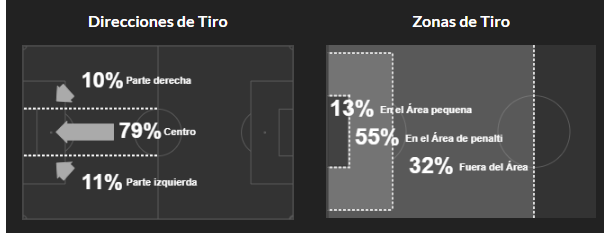 Direcciones de Tiro
10% Parte derecha
79% Centro
11% Parte izquierda
Zonas de Tiro
13% En el Área pequena
55% En el Área de penalti
32% Fuera del Área